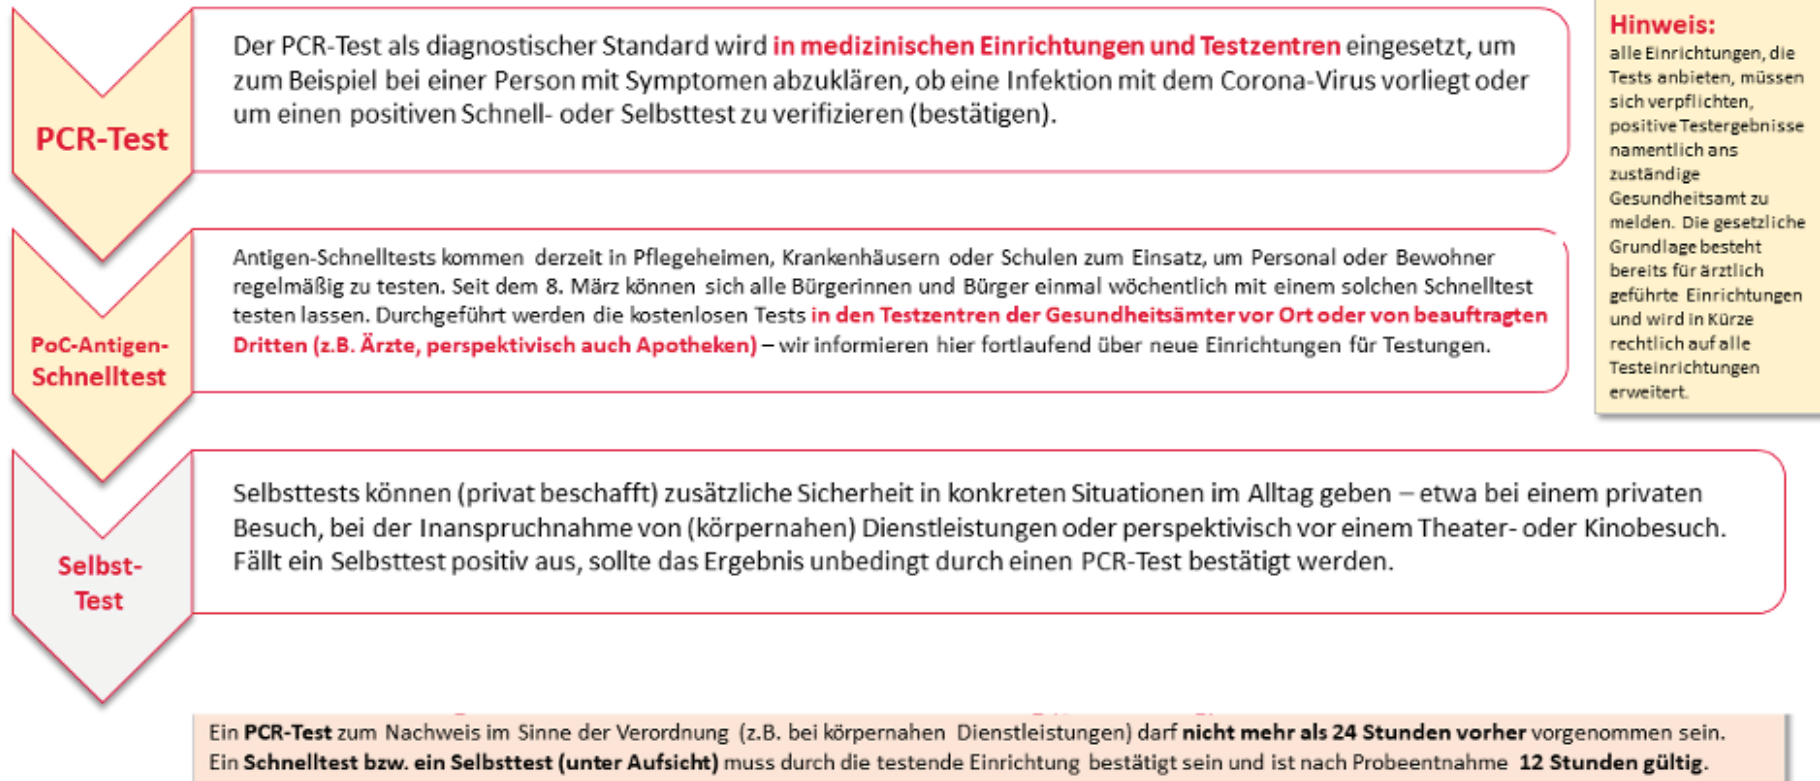 PCR-Test
Der PCR-Test als diagnostischer Standard wird in medizinischen Einrichtungen und Testzentren eingesetzt, um
zum Beispiel bei einer Person mit Symptomen abzuklären, ob eine Infektion mit dem Corona-Virus vorliegt oder
um einen positiven Schnell- oder Selbsttest zu verifizieren (bestätigen).
Hinweis:
alle Einrichtungen, die
Tests anbieten, müssen
sich verpflichten,
positive Testergebnisse
namentlich ans
zuständige
Gesundheitsamt zu
melden. Die gesetzliche
Grundlage besteht
bereits für ärztlich
geführte Einrichtungen
und wird in Kürze
rechtlich auf alle
Testeinrichtungen
erweitert.
PoC-Antigen-
Schnelltest
Antigen-Schnelltests kommen derzeit in Pflegeheimen, Krankenhäusern oder Schulen zum Einsatz, um Personal oder Bewohner
regelmäßig zu testen. Seit dem 8. März können sich alle Bürgerinnen und Bürger einmal wöchentlich mit einem solchen Schnelltest
testen lassen. Durchgeführt werden die kostenlosen Tests in den Testzentren der Gesundheitsämter vor Ort oder von beauftragten
Dritten (z.B. Ärzte, perspektivisch auch Apotheken) – wir informieren hier fortlaufend über neue Einrichtungen für Testungen.
Selbst-
Test
Selbsttests können (privat beschafft) zusätzliche Sicherheit in konkreten Situationen im Alltag geben – etwa bei einem privaten
Besuch, bei der Inanspruchnahme von (körpernahen) Dienstleistungen oder perspektivisch vor einem Theater- oder Kinobesuch.
Fällt ein Selbsttest positiv aus, sollte das Ergebnis unbedingt durch einen PCR-Test bestätigt werden.
Ein PCR-Test zum Nachweis im Sinne der Verordnung (z.B. bei körpernahen Dienstleistungen) darf nicht mehr als 24 Stunden vorher vorgenommen sein.
Ein Schnelltest bzw. ein Selbsttest (unter Aufsicht) muss durch die testende Einrichtung bestätigt sein und ist nach Probeentnahme 12 Stunden gültig.